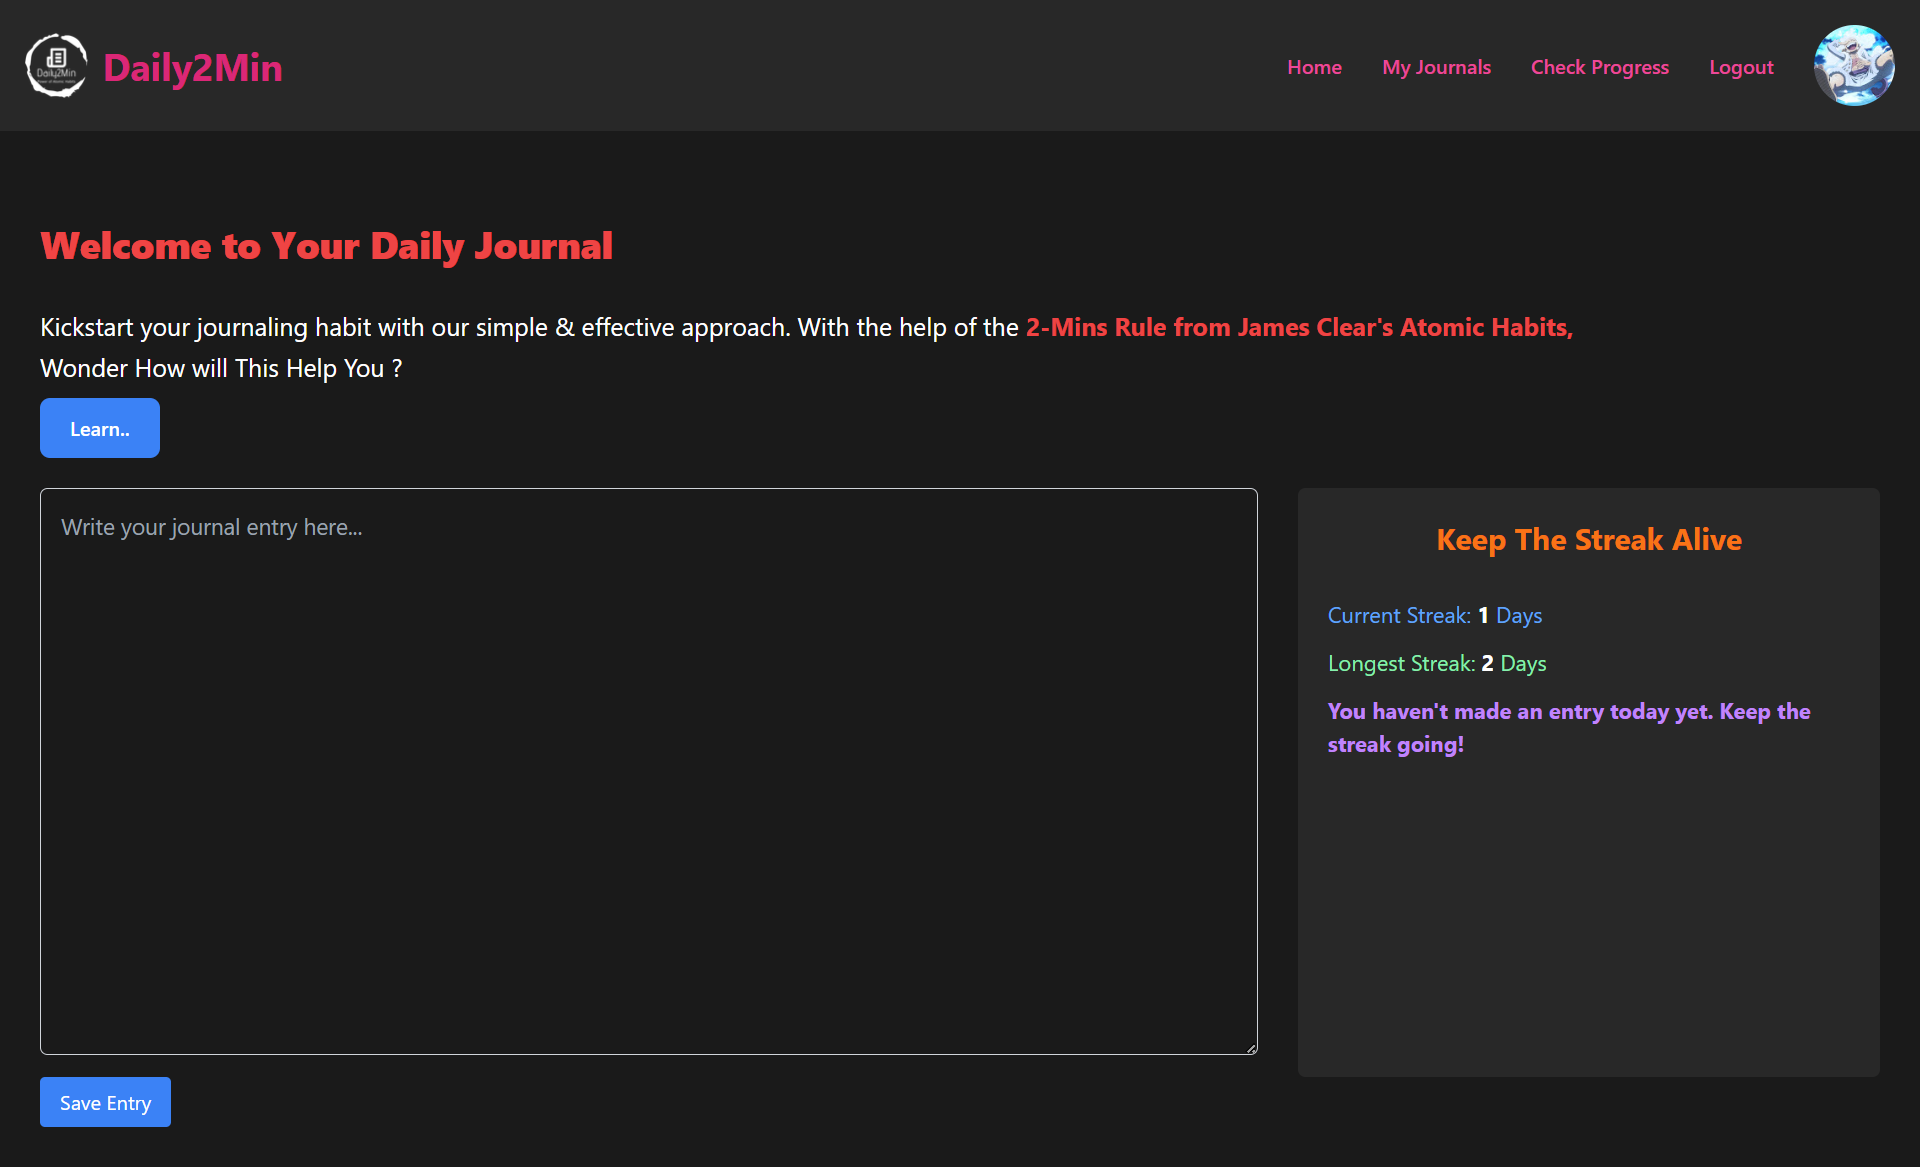 Daily2Min
Daily2Min
Home
My Journals
Check Progress
Logout
Welcome to Your Daily Journal
Kickstart your journaling habit with our simple & effective approach. With the help of the 2-Mins Rule from James Clear's Atomic Habits,
Wonder How will This Help You ?
Learn..
Write your journal entry here...
Keep The Streak Alive
Current Streak: 1 Days
Longest Streak: 2 Days
You haven't made an entry today yet. Keep the
streak going!
Save Entry